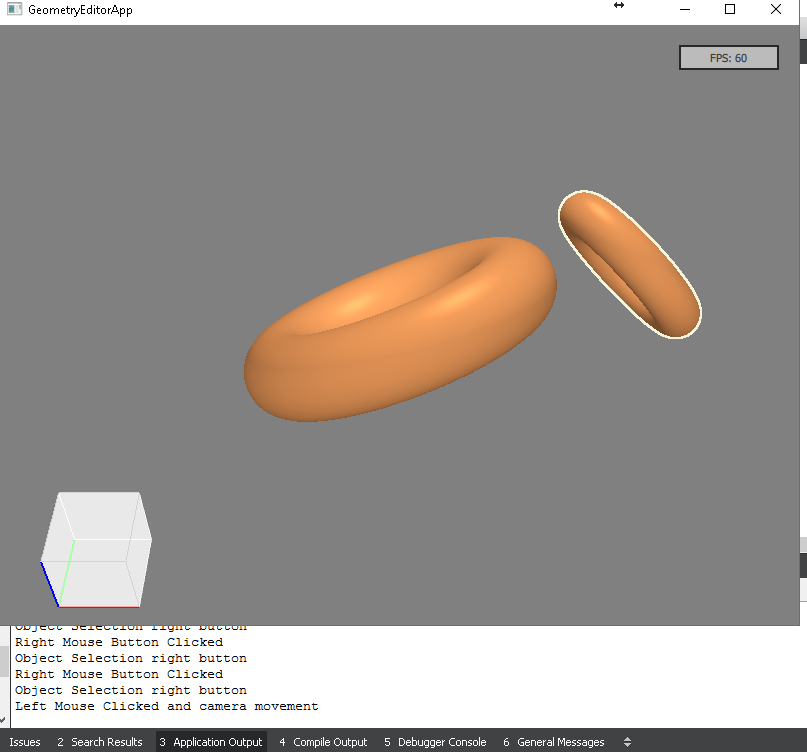 GeometryEditorApp
FPS: 60
Object Selection right button
Right Mouse Button Clicked
Object Selection right button
Right Mouse Button Clicked
Object Selection right button
Left Mouse Clicked and camera movement
Issues 2 Search Results 3 Application Output 4 Compile Output 5 Debugger Console 6 General Messages